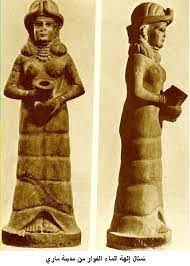 تمثال إلهة الماء الفوار من مدينة ماري